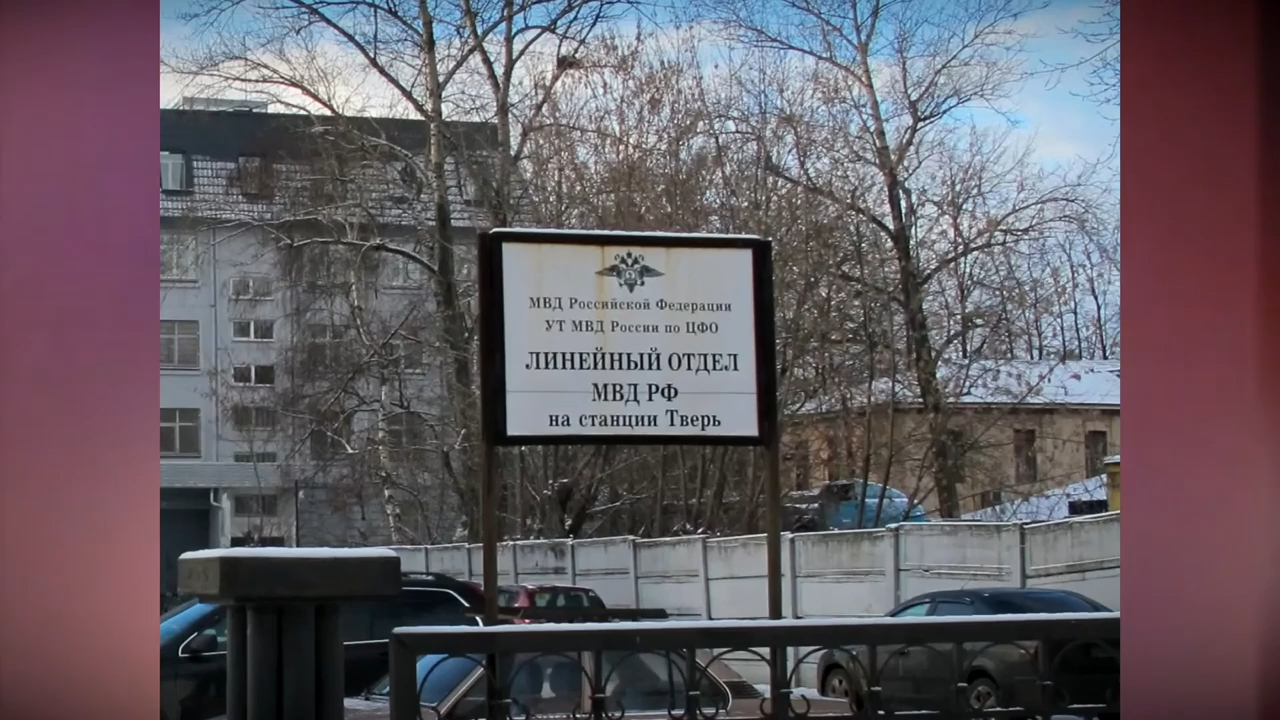 МВД Российской Федерации
УТ МВД России по ЦФО
ЛИНЕЙНЫЙ ОТДЕЛ
МВД РФ
на станции Тверь